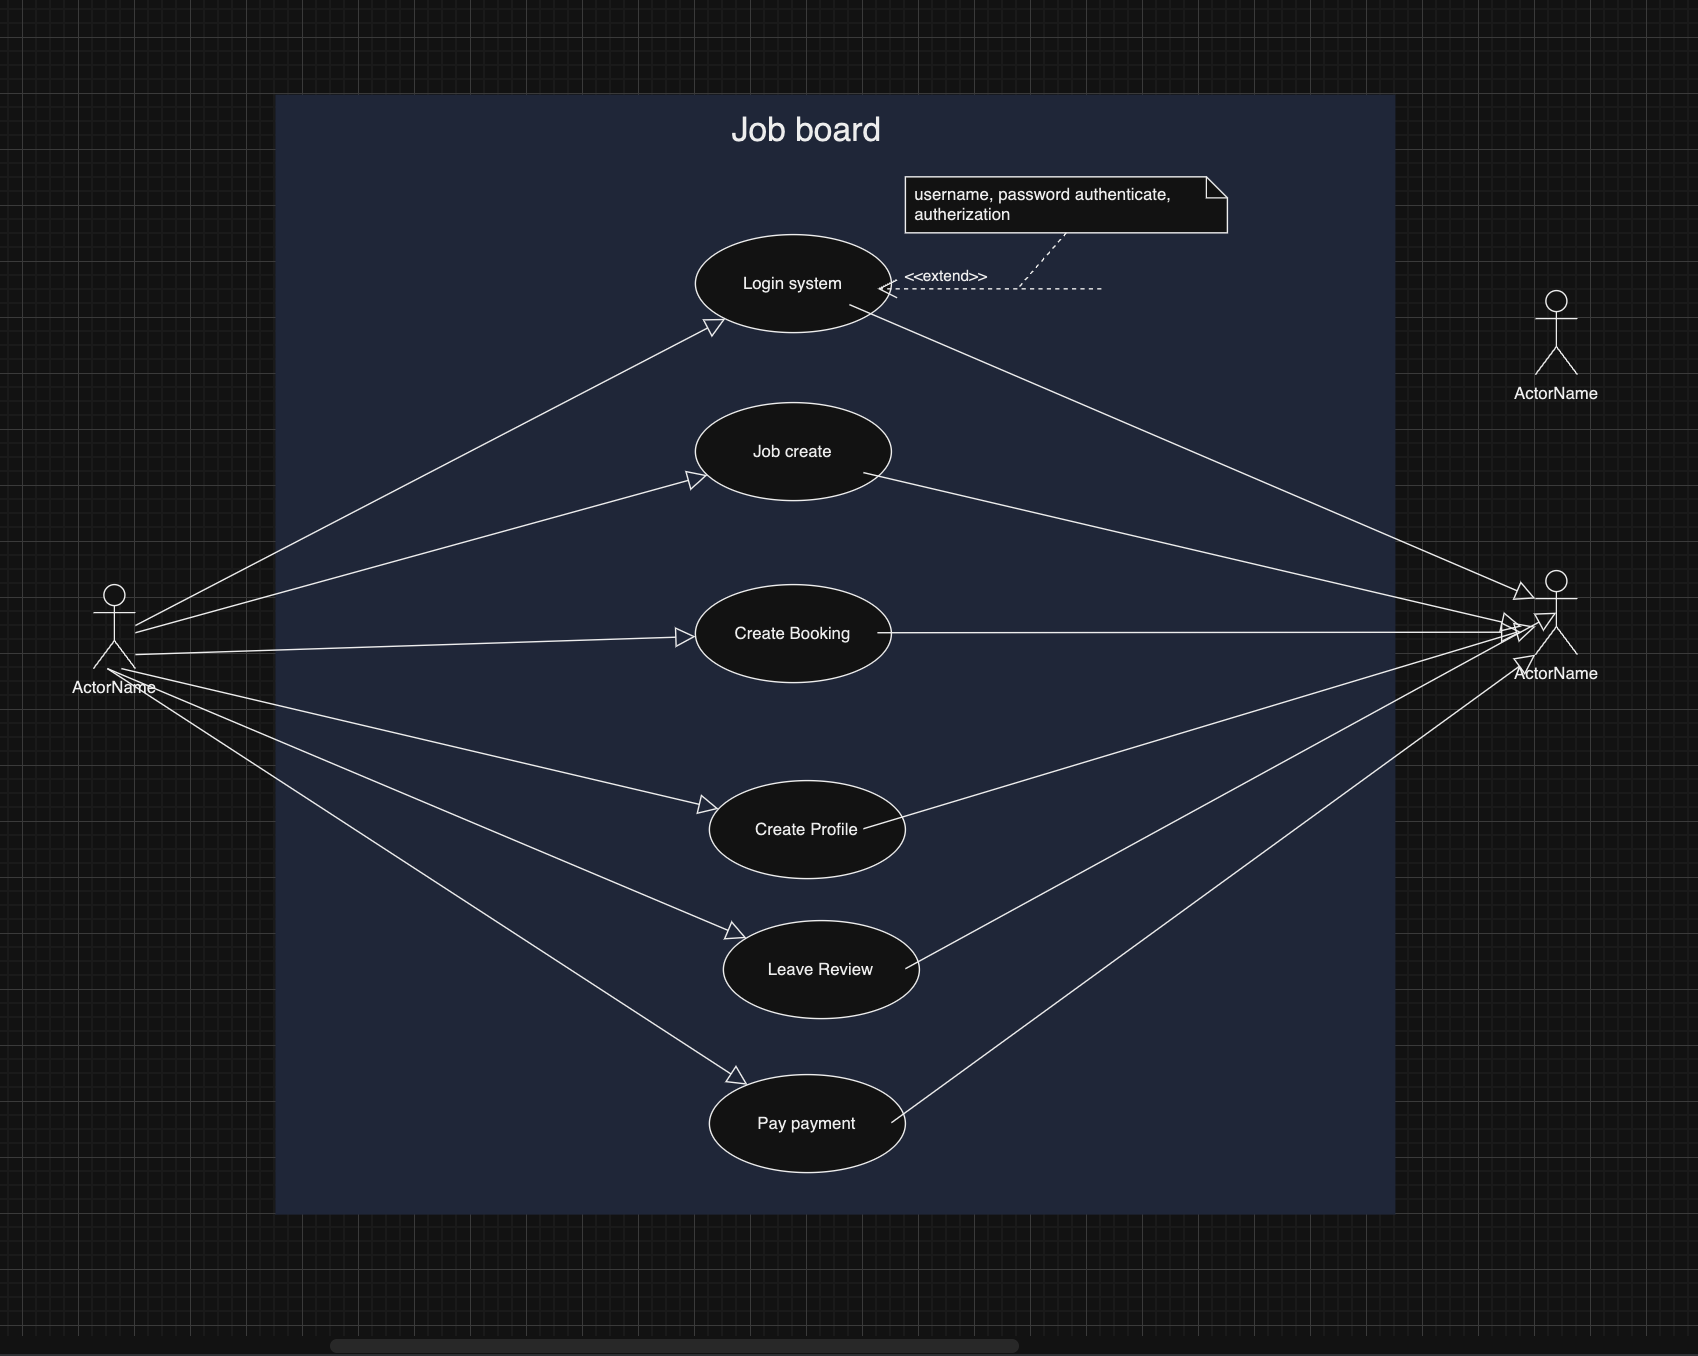 Job board
username, password authenticate,
autherization
<<extend>>
Login system
ActorName
Job create
ActorName
Create Booking
ActorName
Create Profile
Leave Review
Pay payment